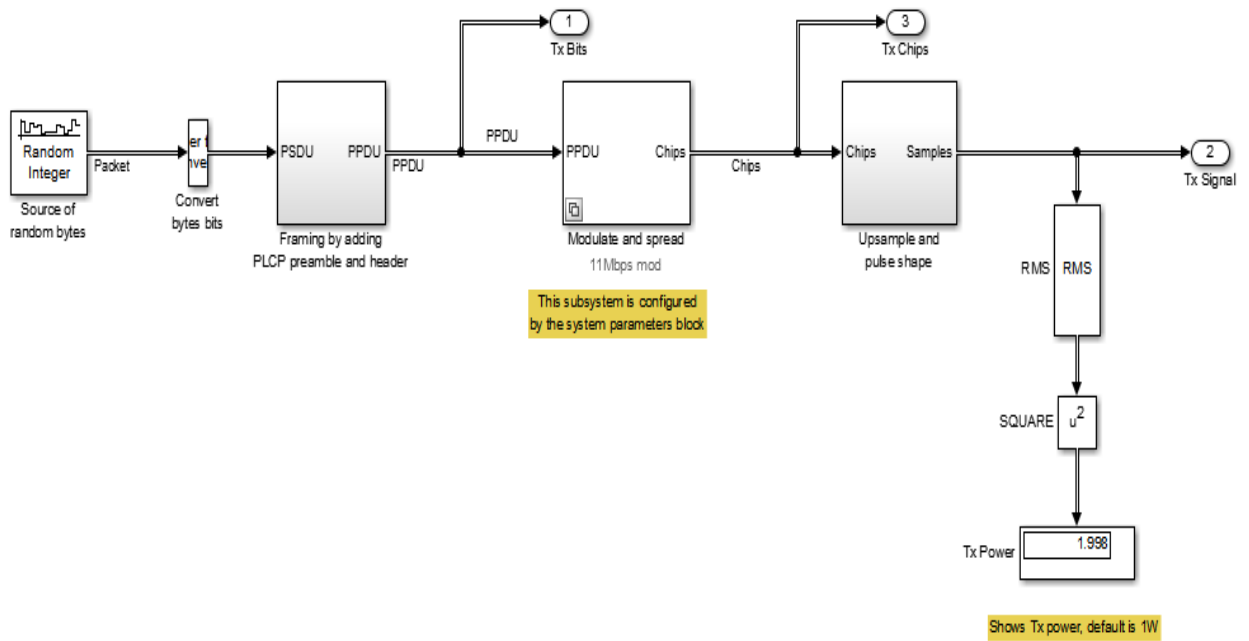 1
Tx Bits
3
Tx Chips
Random
Integer
Packet
Source of
random bytes
Convert
bytes bits
PSDU
PPDU
PPDU
Framing by adding
PLCP preamble and header
PPDU
PPDU
Chips
Modulate and spread
11Mbps mod
This subsystem is configured
by the system parameters block
Chips
Chips
Samples
Upsample and
pulse shape
2
Tx Signal
RMS
RMS
SQUARE
u2
Tx Power
1.998
Shows Tx power, default is 1W